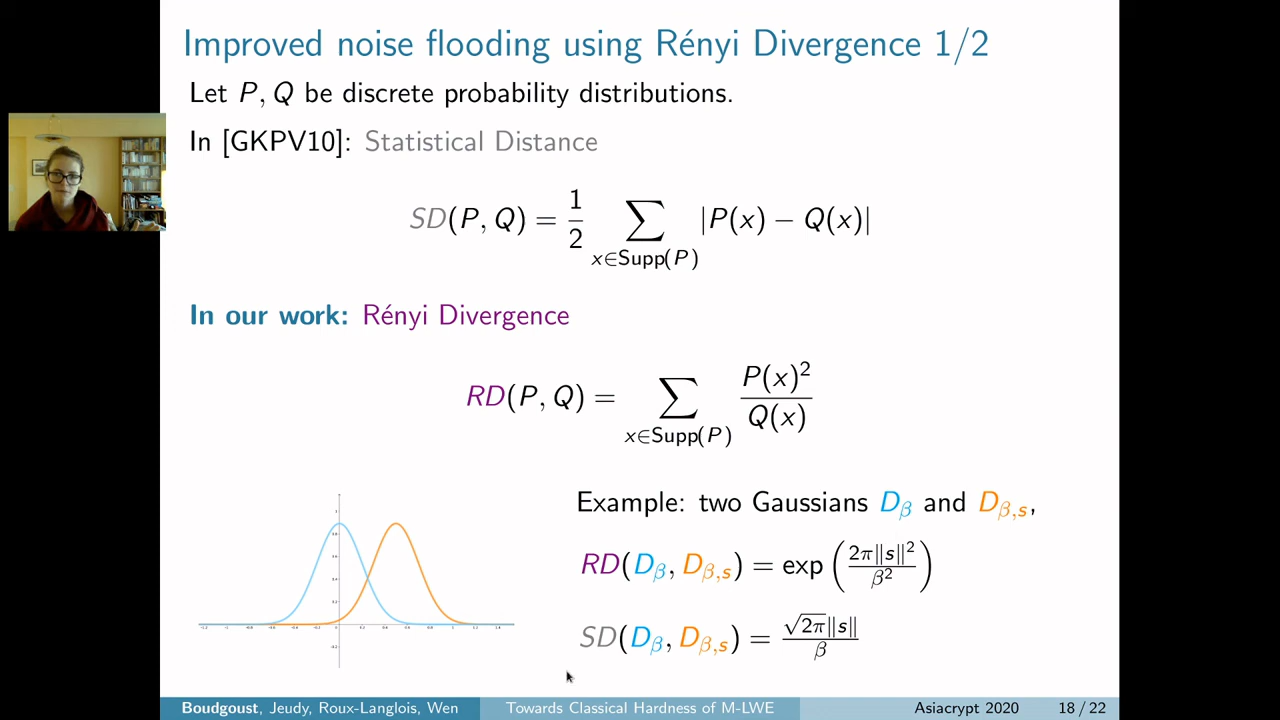 Improved noise flooding using Rényi Divergence 1/2
Let P, Q be discrete probability distributions.
In [GKPV10]: Statistical Distance
SD(P, Q) = 1/2 ∑_{x∈Supp(P)} |P(x) − Q(x)|
In our work: Rényi Divergence
RD(P, Q) = ∑_{x∈Supp(P)} P(x)²/Q(x)
Example: two Gaussians D_β and D_{β,s},
RD(D_β, D_{β,s}) = exp(2π‖s‖²/β²)
SD(D_β, D_{β,s}) = √2π‖s‖/β
Boudgoust, Jeudy, Roux-Langlois, Wen
Towards Classical Hardness of M-LWE
Asiacrypt 2020
18 / 22